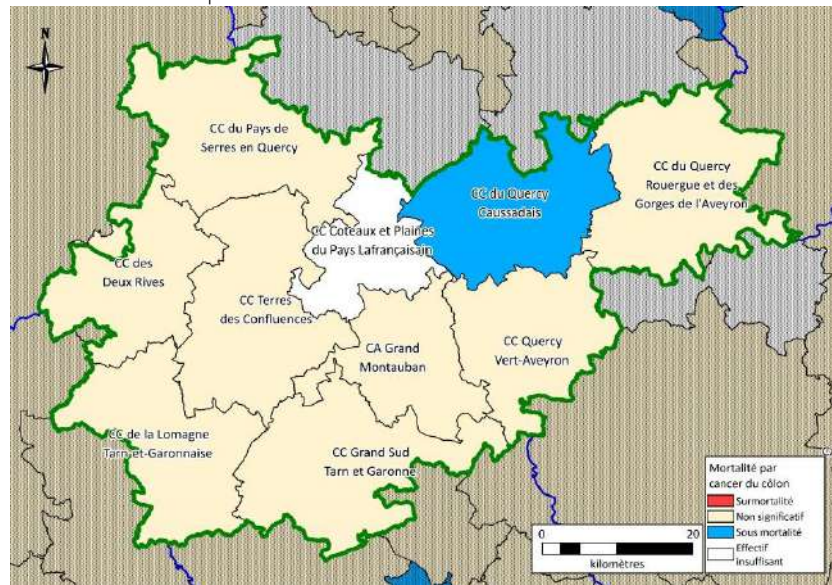 N
CC du Pays de
Serres en Quercy
CC du Quercy
Caussadais
CC du Quercy
Rouergue et des
Gorges de l'Aveyron
CC Coteaux et Plaines
du Pays Lafrançaisain
CC des
Deux Rives
CC Terres
des Confluences
CA Grand
Montauban
CC Quercy
Vert-Aveyron
CC de la Lomagne
Tarn-et-Garonnaise
CC Grand Sud
Tarn et Garonne
Mortalité par
cancer du côlon
Surmortalité
Non significatif
Sous mortalité
Effectif
insuffisant
0 20
kilomètres